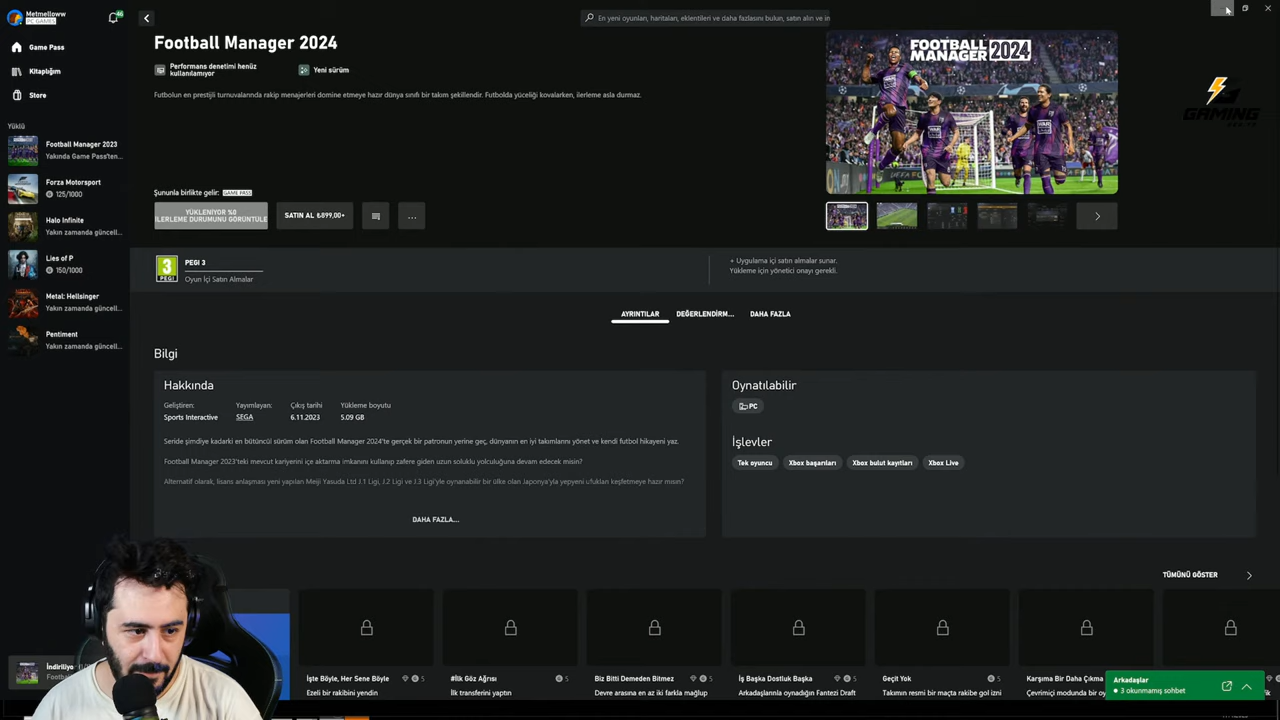 Metmelloww
PC GAMES
46
En yeni oyunları, haritaları, eklentileri ve daha fazlasını bulun, satın alın ve in
Game Pass
Kitaplığım
Store
Yüklü
Football Manager 2023
Yakında Game Pass'ten...
Forza Motorsport
125/1000
Halo Infinite
Yakın zamanda güncell...
Lies of P
150/1000
Metal: Hellsinger
Yakın zamanda güncell...
Pentiment
Yakın zamanda güncell...
Football Manager 2024
Performans denetimi henüz
kullanılamıyor
Yeni sürüm
Futbolun en prestijli turnuvalarında rakip menajerleri domine etmeye hazır dünya sınıfı bir takım şekillendir. Futbolda yüceliği kovalarken, ilerleme asla durmaz.
Şununla birlikte gelir: GAME PASS
YÜKLENİYOR %0
İLERLEME DURUMUNU GÖRÜNTÜLE
SATIN AL ₺899,00+
...
FOOTBALL
MANAGER 2024
GAMING
3
PEGI
PEGI 3
Oyun İçi Satın Almalar
+ Uygulama içi satın almalar sunar.
Yükleme için yönetici onayı gerekli.
AYRINTILAR
DEĞERLENDİRM...
DAHA FAZLA
Bilgi
Hakkında
Geliştiren:
Yayımlayan:
Çıkış tarihi
Yükleme boyutu
Sports Interactive
SEGA
6.11.2023
5.09 GB
Seride şimdiye kadarki en bütüncül sürüm olan Football Manager 2024'te gerçek bir patronun yerine geç, dünyanın en iyi takımlarını yönet ve kendi futbol hikayeni yaz.
Football Manager 2023'teki mevcut kariyerini içe aktarma imkanını kullanıp zafere giden uzun soluklu yolculuğuna devam edecek misin?
Alternatif olarak, lisans anlaşması yeni yapılan Meiji Yasuda Ltd J.1 Ligi, J.2 Ligi ve J.3 Ligi'yle oynanabilir bir ülke olan Japonya'yla yepyeni ufukları keşfetmeye hazır mısın?
DAHA FAZLA...
Oynatılabilir
PC
İşlevler
Tek oyuncu
Xbox başarıları
Xbox bulut kayıtları
Xbox Live
TÜMÜNÜ GÖSTER
İşte Böyle, Her Sene Böyle
5
Ezeli bir rakibini yendin
#İlk Göz Ağrısı
5
İlk transferini yaptın
Biz Bitti Demeden Bitmez
5
Devre arasına en az iki farkla mağlup
İş Başka Dostluk Başka
5
Arkadaşlarınla oynadığın Fantezi Draft
Geçit Yok
5
Takımın resmi bir maçta rakibe gol izni
Karşıma Bir Daha Çıkma
Çevrimiçi modunda bir oy
İndiriliyor
Footba
Arkadaşlar
3 okunmamış sohbet